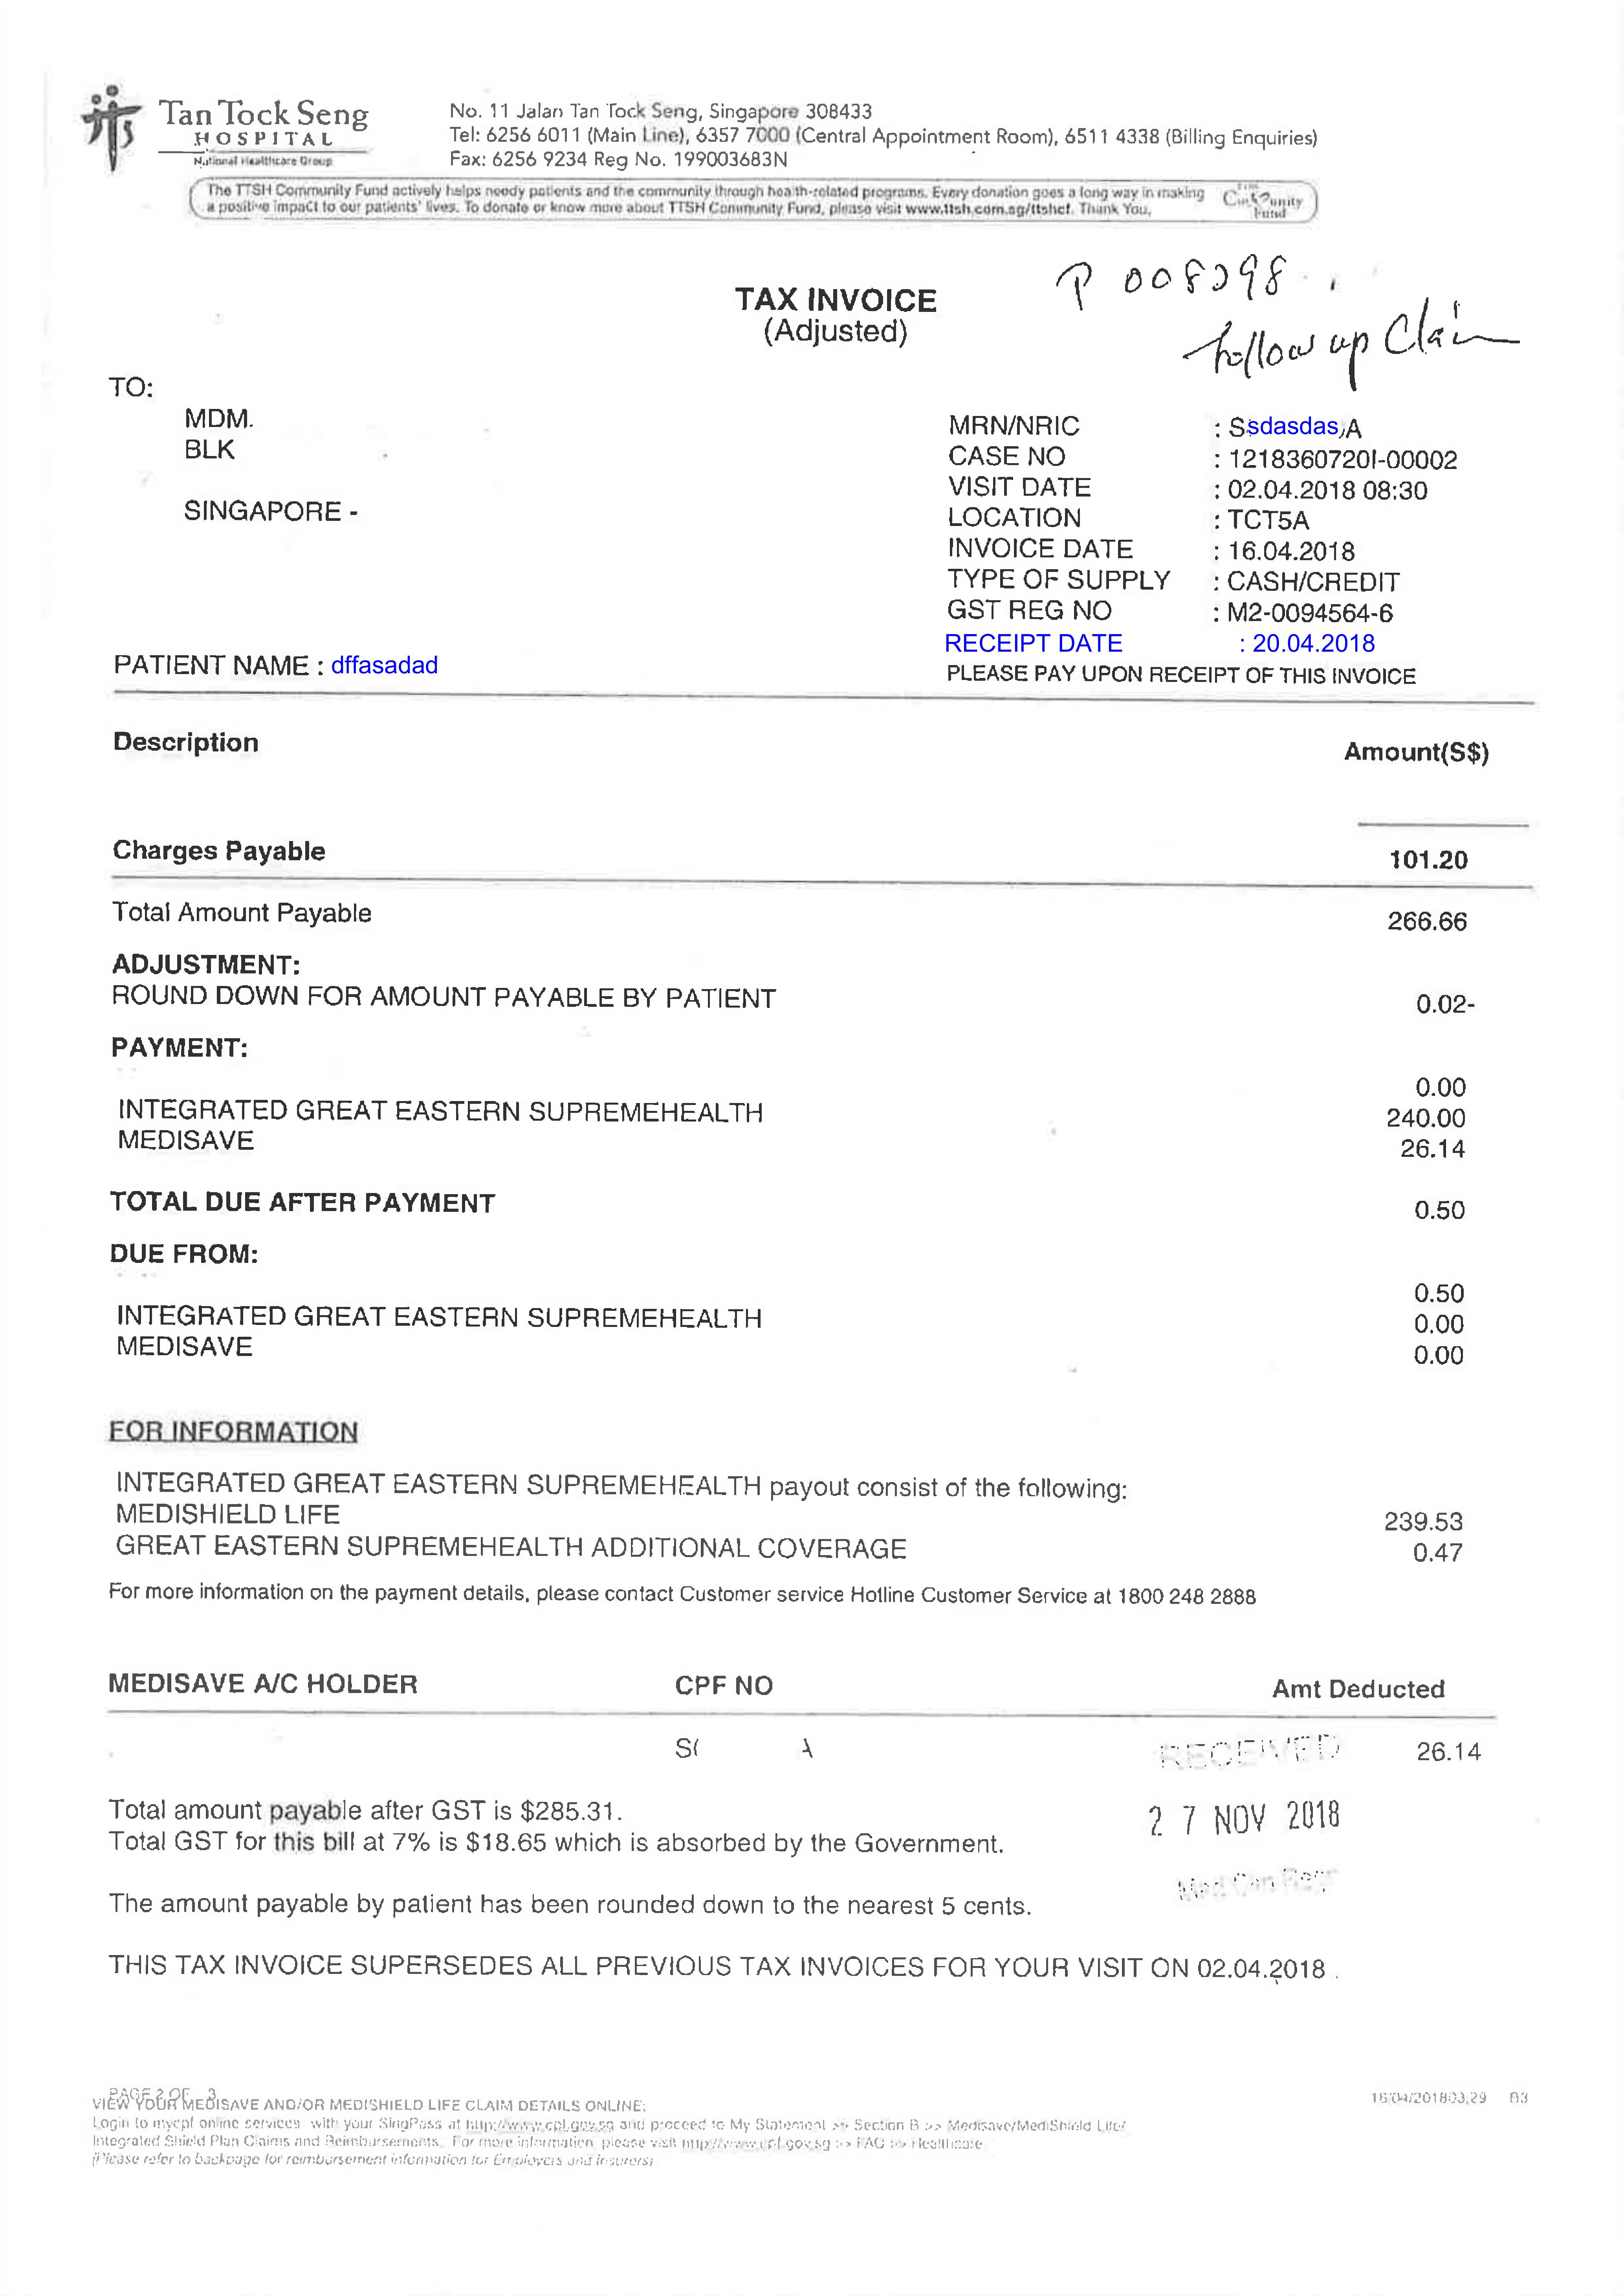 Tan Tock Seng
HOSPITAL
National Healthcare Group
No. 11 Jalan Tan Tock Seng, Singapore 308433
Tel: 6256 6011 (Main Line), 6357 7000 (Central Appointment Room), 6511 4338 (Billing Enquiries)
Fax: 6256 9234 Reg No. 199003683N
The TTSH Community Fund actively helps needy patients and the community through health-related programs. Every donation goes a long way in making
a positive impact to our patients' lives. To donate or know more about TTSH Community Fund, please visit www.ttsh.com.sg/ttshcf. Thank You.
Fund
TAX INVOICE
(Adjusted)
P 008298
follow up Claim
TO:
MDM.
BLK
SINGAPORE -
MRN/NRIC : Ssdasdas,A
CASE NO : 1218360720I-00002
VISIT DATE : 02.04.2018 08:30
LOCATION : TCT5A
INVOICE DATE : 16.04.2018
TYPE OF SUPPLY : CASH/CREDIT
GST REG NO : M2-0094564-6
RECEIPT DATE : 20.04.2018
PATIENT NAME : dffasadad
PLEASE PAY UPON RECEIPT OF THIS INVOICE
Description Amount(S$)
Charges Payable 101.20
Total Amount Payable 266.66
ADJUSTMENT:
ROUND DOWN FOR AMOUNT PAYABLE BY PATIENT 0.02-
PAYMENT:
0.00
INTEGRATED GREAT EASTERN SUPREMEHEALTH 240.00
MEDISAVE 26.14
TOTAL DUE AFTER PAYMENT 0.50
DUE FROM:
0.50
INTEGRATED GREAT EASTERN SUPREMEHEALTH 0.00
MEDISAVE 0.00
FOR INFORMATION
INTEGRATED GREAT EASTERN SUPREMEHEALTH payout consist of the following:
MEDISHIELD LIFE 239.53
GREAT EASTERN SUPREMEHEALTH ADDITIONAL COVERAGE 0.47
For more information on the payment details, please contact Customer service Hotline Customer Service at 1800 248 2888
MEDISAVE A/C HOLDER CPF NO Amt Deducted
S( A RECEIVED 26.14
Total amount payable after GST is $285.31.
27 NOV 2018
Total GST for this bill at 7% is $18.65 which is absorbed by the Government.
The amount payable by patient has been rounded down to the nearest 5 cents.
THIS TAX INVOICE SUPERSEDES ALL PREVIOUS TAX INVOICES FOR YOUR VISIT ON 02.04.2018 .
PAGE 2 OF 3
VIEW YOUR MEDISAVE AND/OR MEDISHIELD LIFE CLAIM DETAILS ONLINE:
Login to mycpf online services with your SingPass at http://www.cpf.gov.sg and proceed to My Statement >> Section B >> Medisave/MediShield Life/
Integrated Shield Plan Claims and Reimbursements. For more information, please visit http://www.cpf.gov.sg >> FAQ >> Healthcare
(Please refer to backpage for reimbursement information for Employers and Insurers)